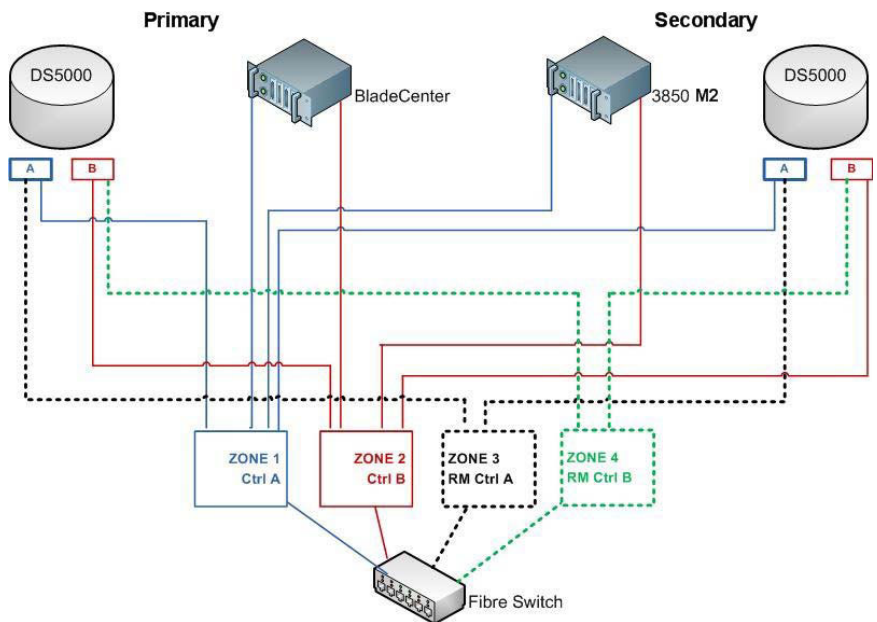 Primary
Secondary
DS5000
BladeCenter
3850 M2
DS5000
A
B
A
B
ZONE 1
Ctrl A
ZONE 2
Ctrl B
ZONE 3
RM Ctrl A
ZONE 4
RM Ctrl B
Fibre Switch